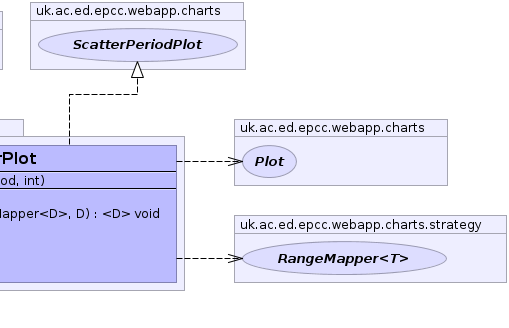 uk.ac.ed.epcc.webapp.charts
ScatterPeriodPlot
uk.ac.ed.epcc.webapp.charts
Plot
rPlot
od, int)
Mapper<D>, D) : <D> void
uk.ac.ed.epcc.webapp.charts.strategy
RangeMapper<T>